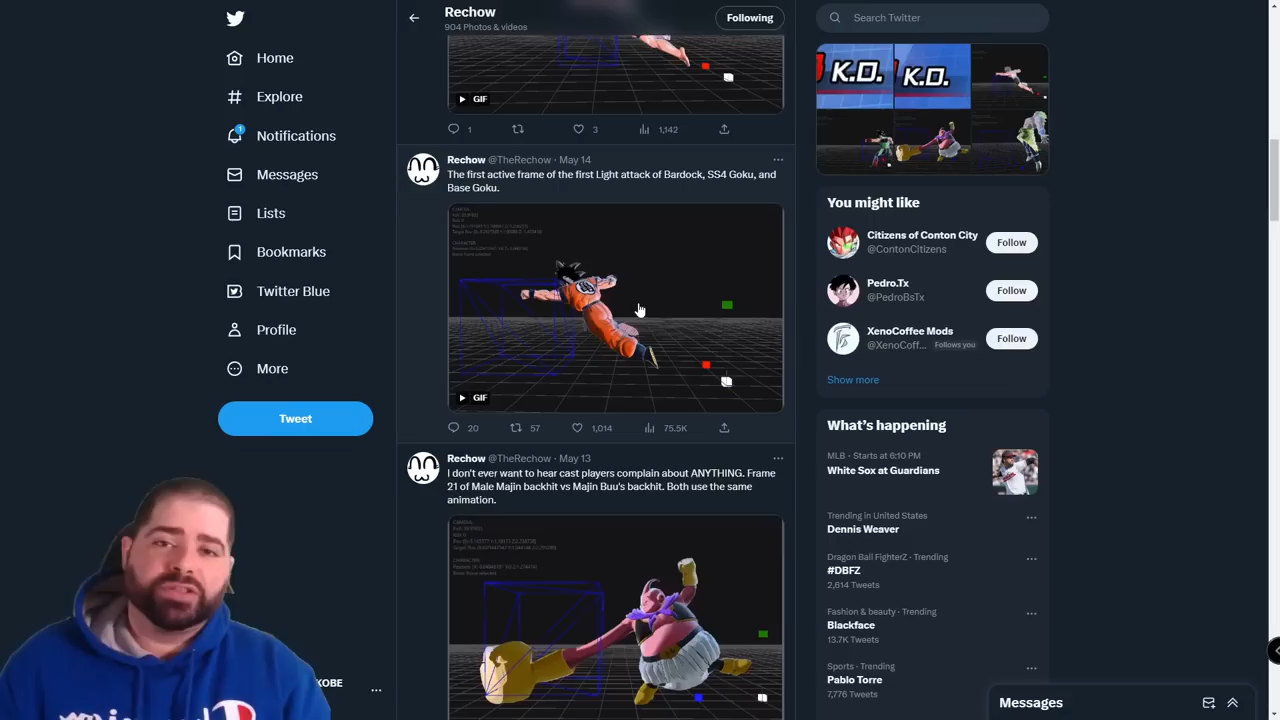 Home
Explore
1
Notifications
Messages
Lists
Bookmarks
Twitter Blue
Profile
More
Tweet
OBE
Rechow
904 Photos & videos
Following
GIF
1
3
1,142
Rechow @TheRechow · May 14
The first active frame of the first Light attack of Bardock, SS4 Goku, and
Base Goku.
GIF
20
57
1,014
75.5K
Rechow @TheRechow · May 13
I don't ever want to hear cast players complain about ANYTHING. Frame
21 of Male Majin backhit vs Majin Buu's backhit. Both use the same
animation.
Search Twitter
K.O.
K.O.
You might like
Citizens of Conton City
@ContonCitizens
Follow
Pedro.Tx
@PedroBsTx
Follow
XenoCoffee Mods
@XenoCoff... Follows you
Follow
Show more
What's happening
MLB · Starts at 6:10 PM
White Sox at Guardians
Trending in United States
Dennis Weaver
Dragon Ball FighterZ · Trending
#DBFZ
2,614 Tweets
Fashion & beauty · Trending
Blackface
13.7K Tweets
Sports · Trending
Pablo Torre
7,776 Tweets
Messages